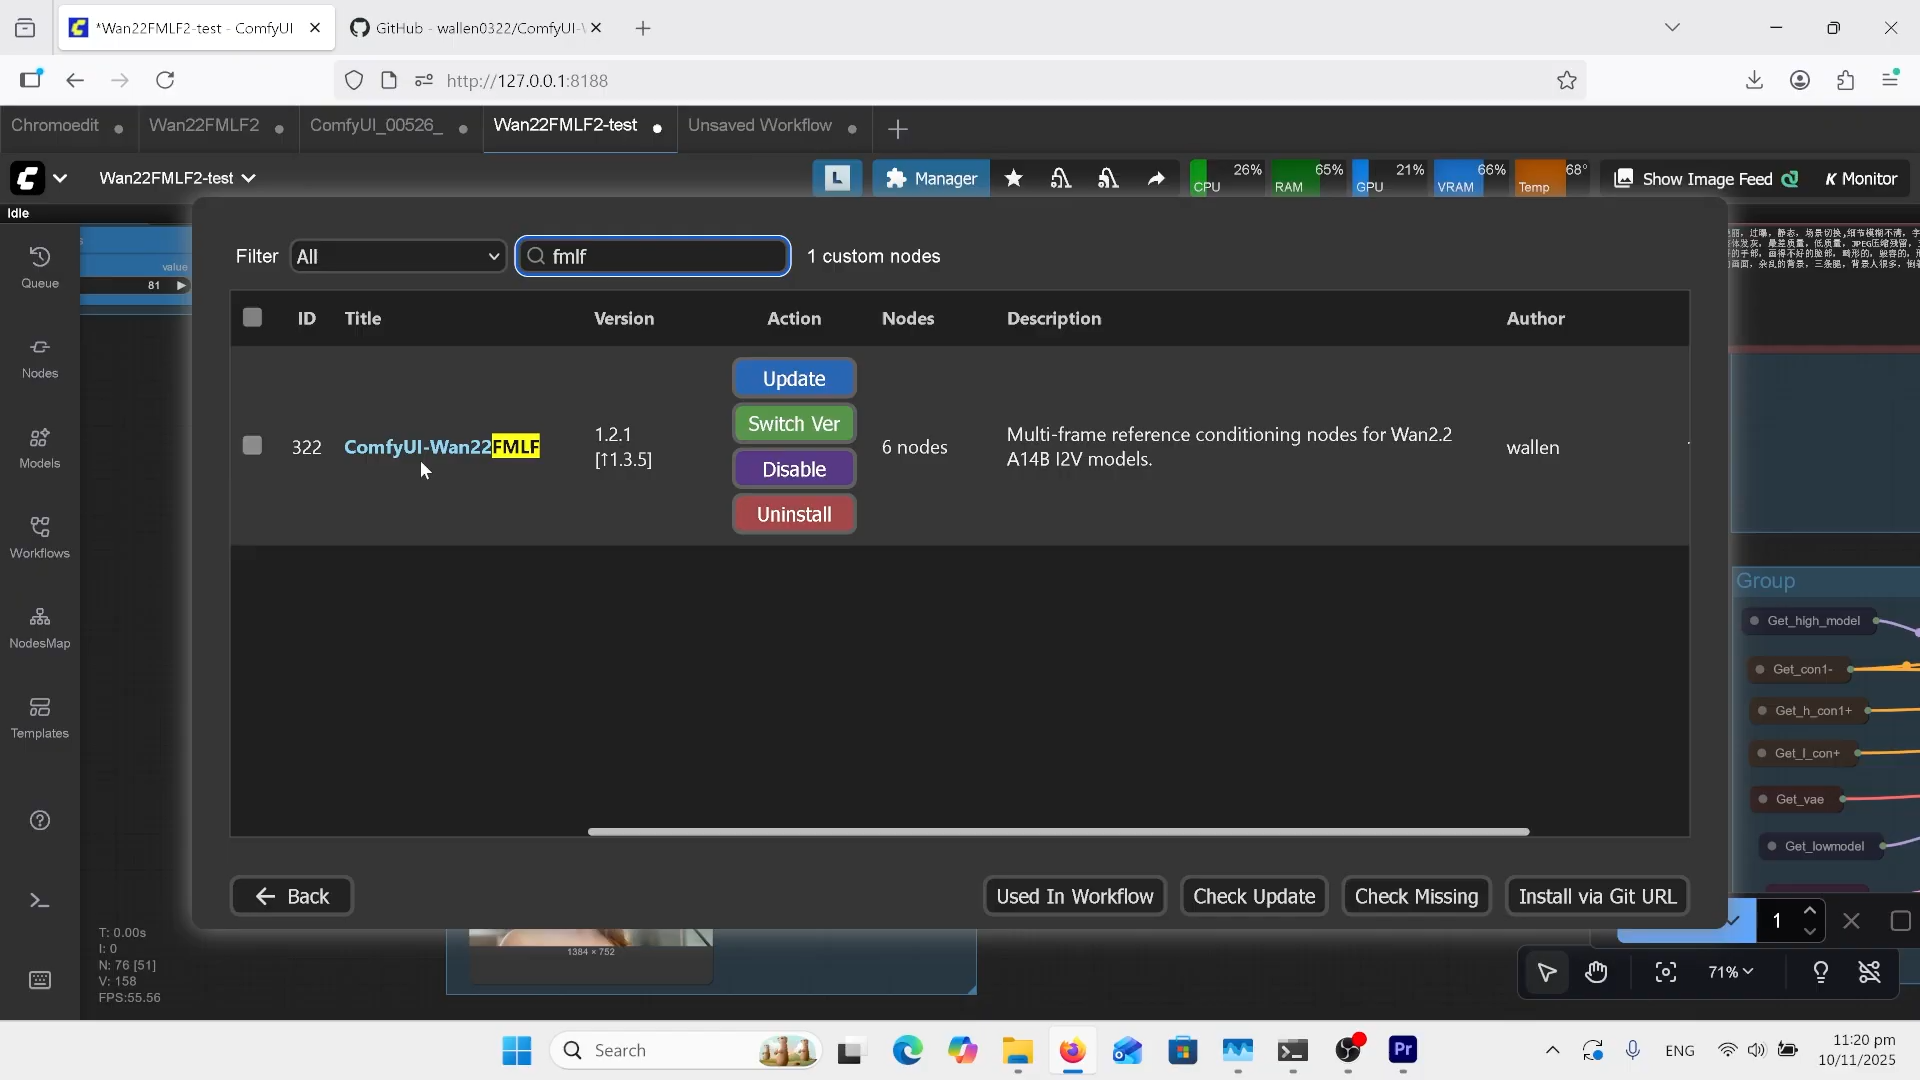 *Wan22FMLF2-test - ComfyUI
GitHub - wallen0322/ComfyUI-\
http://127.0.0.1:8188
Chromoedit
Wan22FMLF2
ComfyUI_00526_
Wan22FMLF2-test
Unsaved Workflow
Wan22FMLF2-test
L
Manager
CPU 26%
RAM 65%
GPU 21%
VRAM 66%
Temp 68°
Show Image Feed
K Monitor
Idle
Queue
Nodes
Models
Workflows
NodesMap
Templates
value
81
Filter
All
fmlf
1 custom nodes
ID
Title
Version
Action
Nodes
Description
Author
322
ComfyUI-Wan22FMLF
1.2.1
[↑1.3.5]
Update
Switch Ver
Disable
Uninstall
6 nodes
Multi-frame reference conditioning nodes for Wan2.2
A14B I2V models.
wallen
Back
Used In Workflow
Check Update
Check Missing
Install via Git URL
Group
Get_high_model
Get_con1-
Get_h_con1+
Get_l_con+
Get_vae
Get_lowmodel
1
71%
1384 × 752
T: 0.00s
I: 0
N: 76 [51]
V: 158
FPS:55.56
Search
Pr
ENG
11:20 pm
10/11/2025